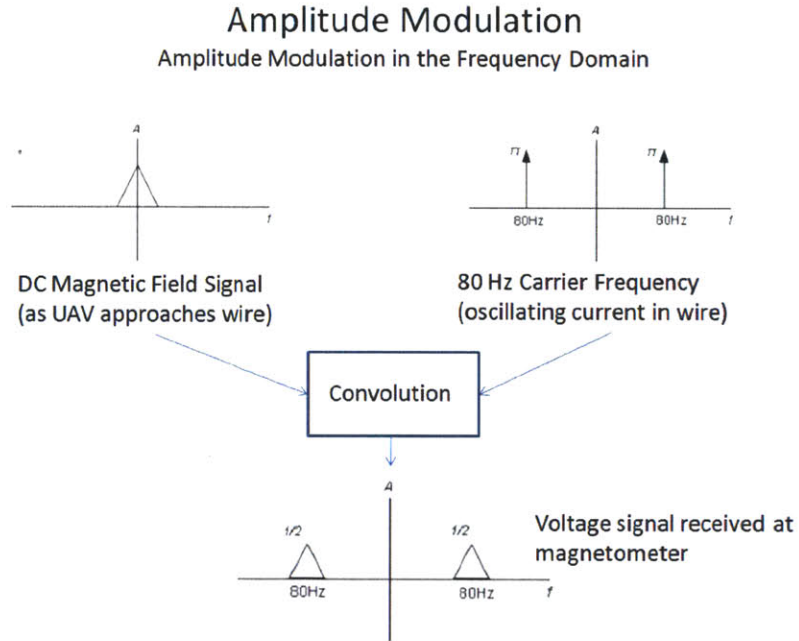 Amplitude Modulation
Amplitude Modulation in the Frequency Domain
A
f
DC Magnetic Field Signal
(as UAV approaches wire)
A
π
π
80Hz
80Hz
f
80 Hz Carrier Frequency
(oscillating current in wire)
Convolution
A
1/2
1/2
80Hz
80Hz
f
Voltage signal received at
magnetometer